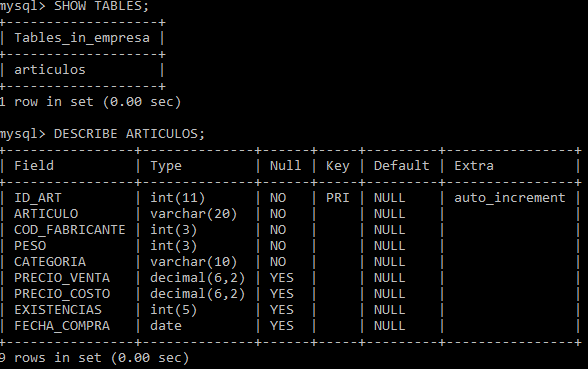 mysql> SHOW TABLES;
+-------------------+
| Tables_in_empresa |
+-------------------+
| articulos         |
+-------------------+
1 row in set (0.00 sec)

mysql> DESCRIBE ARTICULOS;
+----------------+--------------+------+-----+---------+----------------+
| Field          | Type         | Null | Key | Default | Extra          |
+----------------+--------------+------+-----+---------+----------------+
| ID_ART         | int(11)      | NO   | PRI | NULL    | auto_increment |
| ARTICULO       | varchar(20)  | NO   |     | NULL    |                |
| COD_FABRICANTE | int(3)       | NO   |     | NULL    |                |
| PESO           | int(3)       | NO   |     | NULL    |                |
| CATEGORIA      | varchar(10)  | NO   |     | NULL    |                |
| PRECIO_VENTA   | decimal(6,2) | YES  |     | NULL    |                |
| PRECIO_COSTO   | decimal(6,2) | YES  |     | NULL    |                |
| EXISTENCIAS    | int(5)       | YES  |     | NULL    |                |
| FECHA_COMPRA   | date         | YES  |     | NULL    |                |
+----------------+--------------+------+-----+---------+----------------+
9 rows in set (0.00 sec)